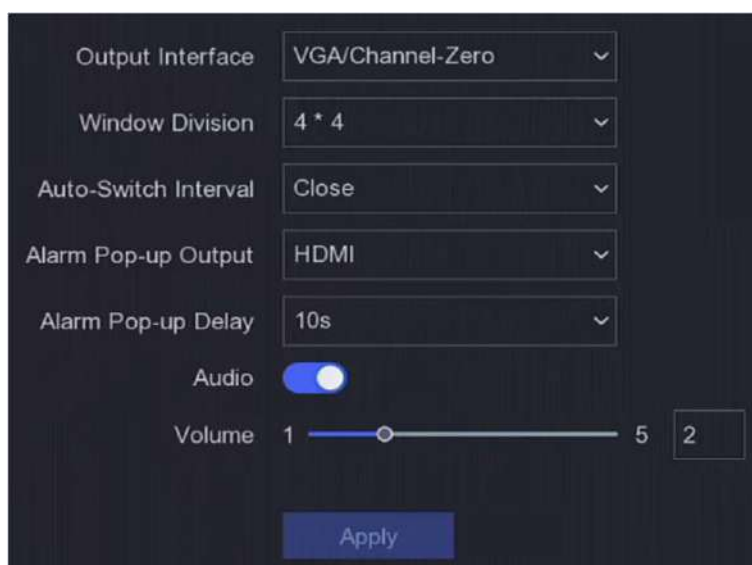 Output Interface VGA/Channel-Zero
Window Division 4 * 4
Auto-Switch Interval Close
Alarm Pop-up Output HDMI
Alarm Pop-up Delay 10s
Audio
Volume 1 5 2
Apply